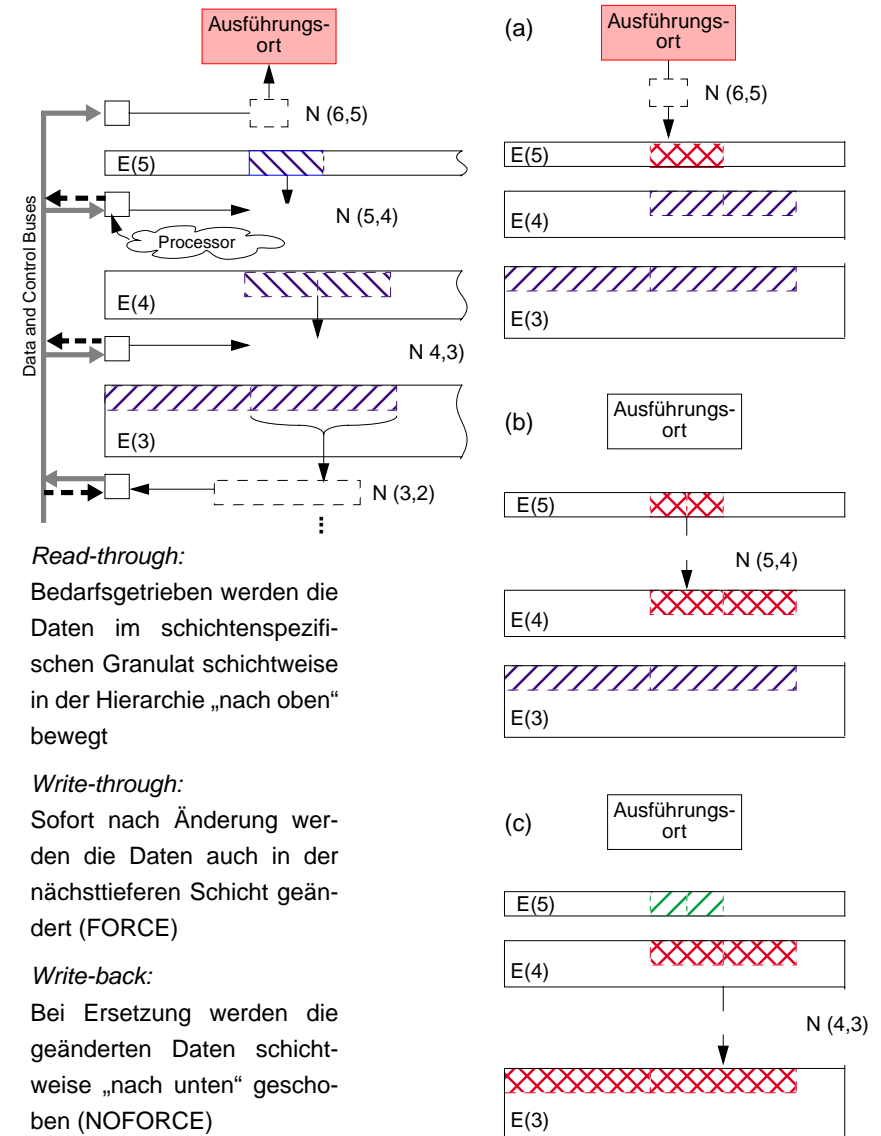 Ausführungs-
ort
N (6,5)
E(5)
N (5,4)
Processor
Data and Control Buses
E(4)
N 4,3)
E(3)
N (3,2)
Read-through:
Bedarfsgetrieben werden die
Daten im schichtenspezifi-
schen Granulat schichtweise
in der Hierarchie „nach oben“
bewegt
Write-through:
Sofort nach Änderung wer-
den die Daten auch in der
nächsttieferen Schicht geän-
dert (FORCE)
Write-back:
Bei Ersetzung werden die
geänderten Daten schicht-
weise „nach unten“ gescho-
ben (NOFORCE)
(a)
Ausführungs-
ort
N (6,5)
E(5)
E(4)
E(3)
(b)
Ausführungs-
ort
E(5)
N (5,4)
E(4)
E(3)
(c)
Ausführungs-
ort
E(5)
E(4)
N (4,3)
E(3)